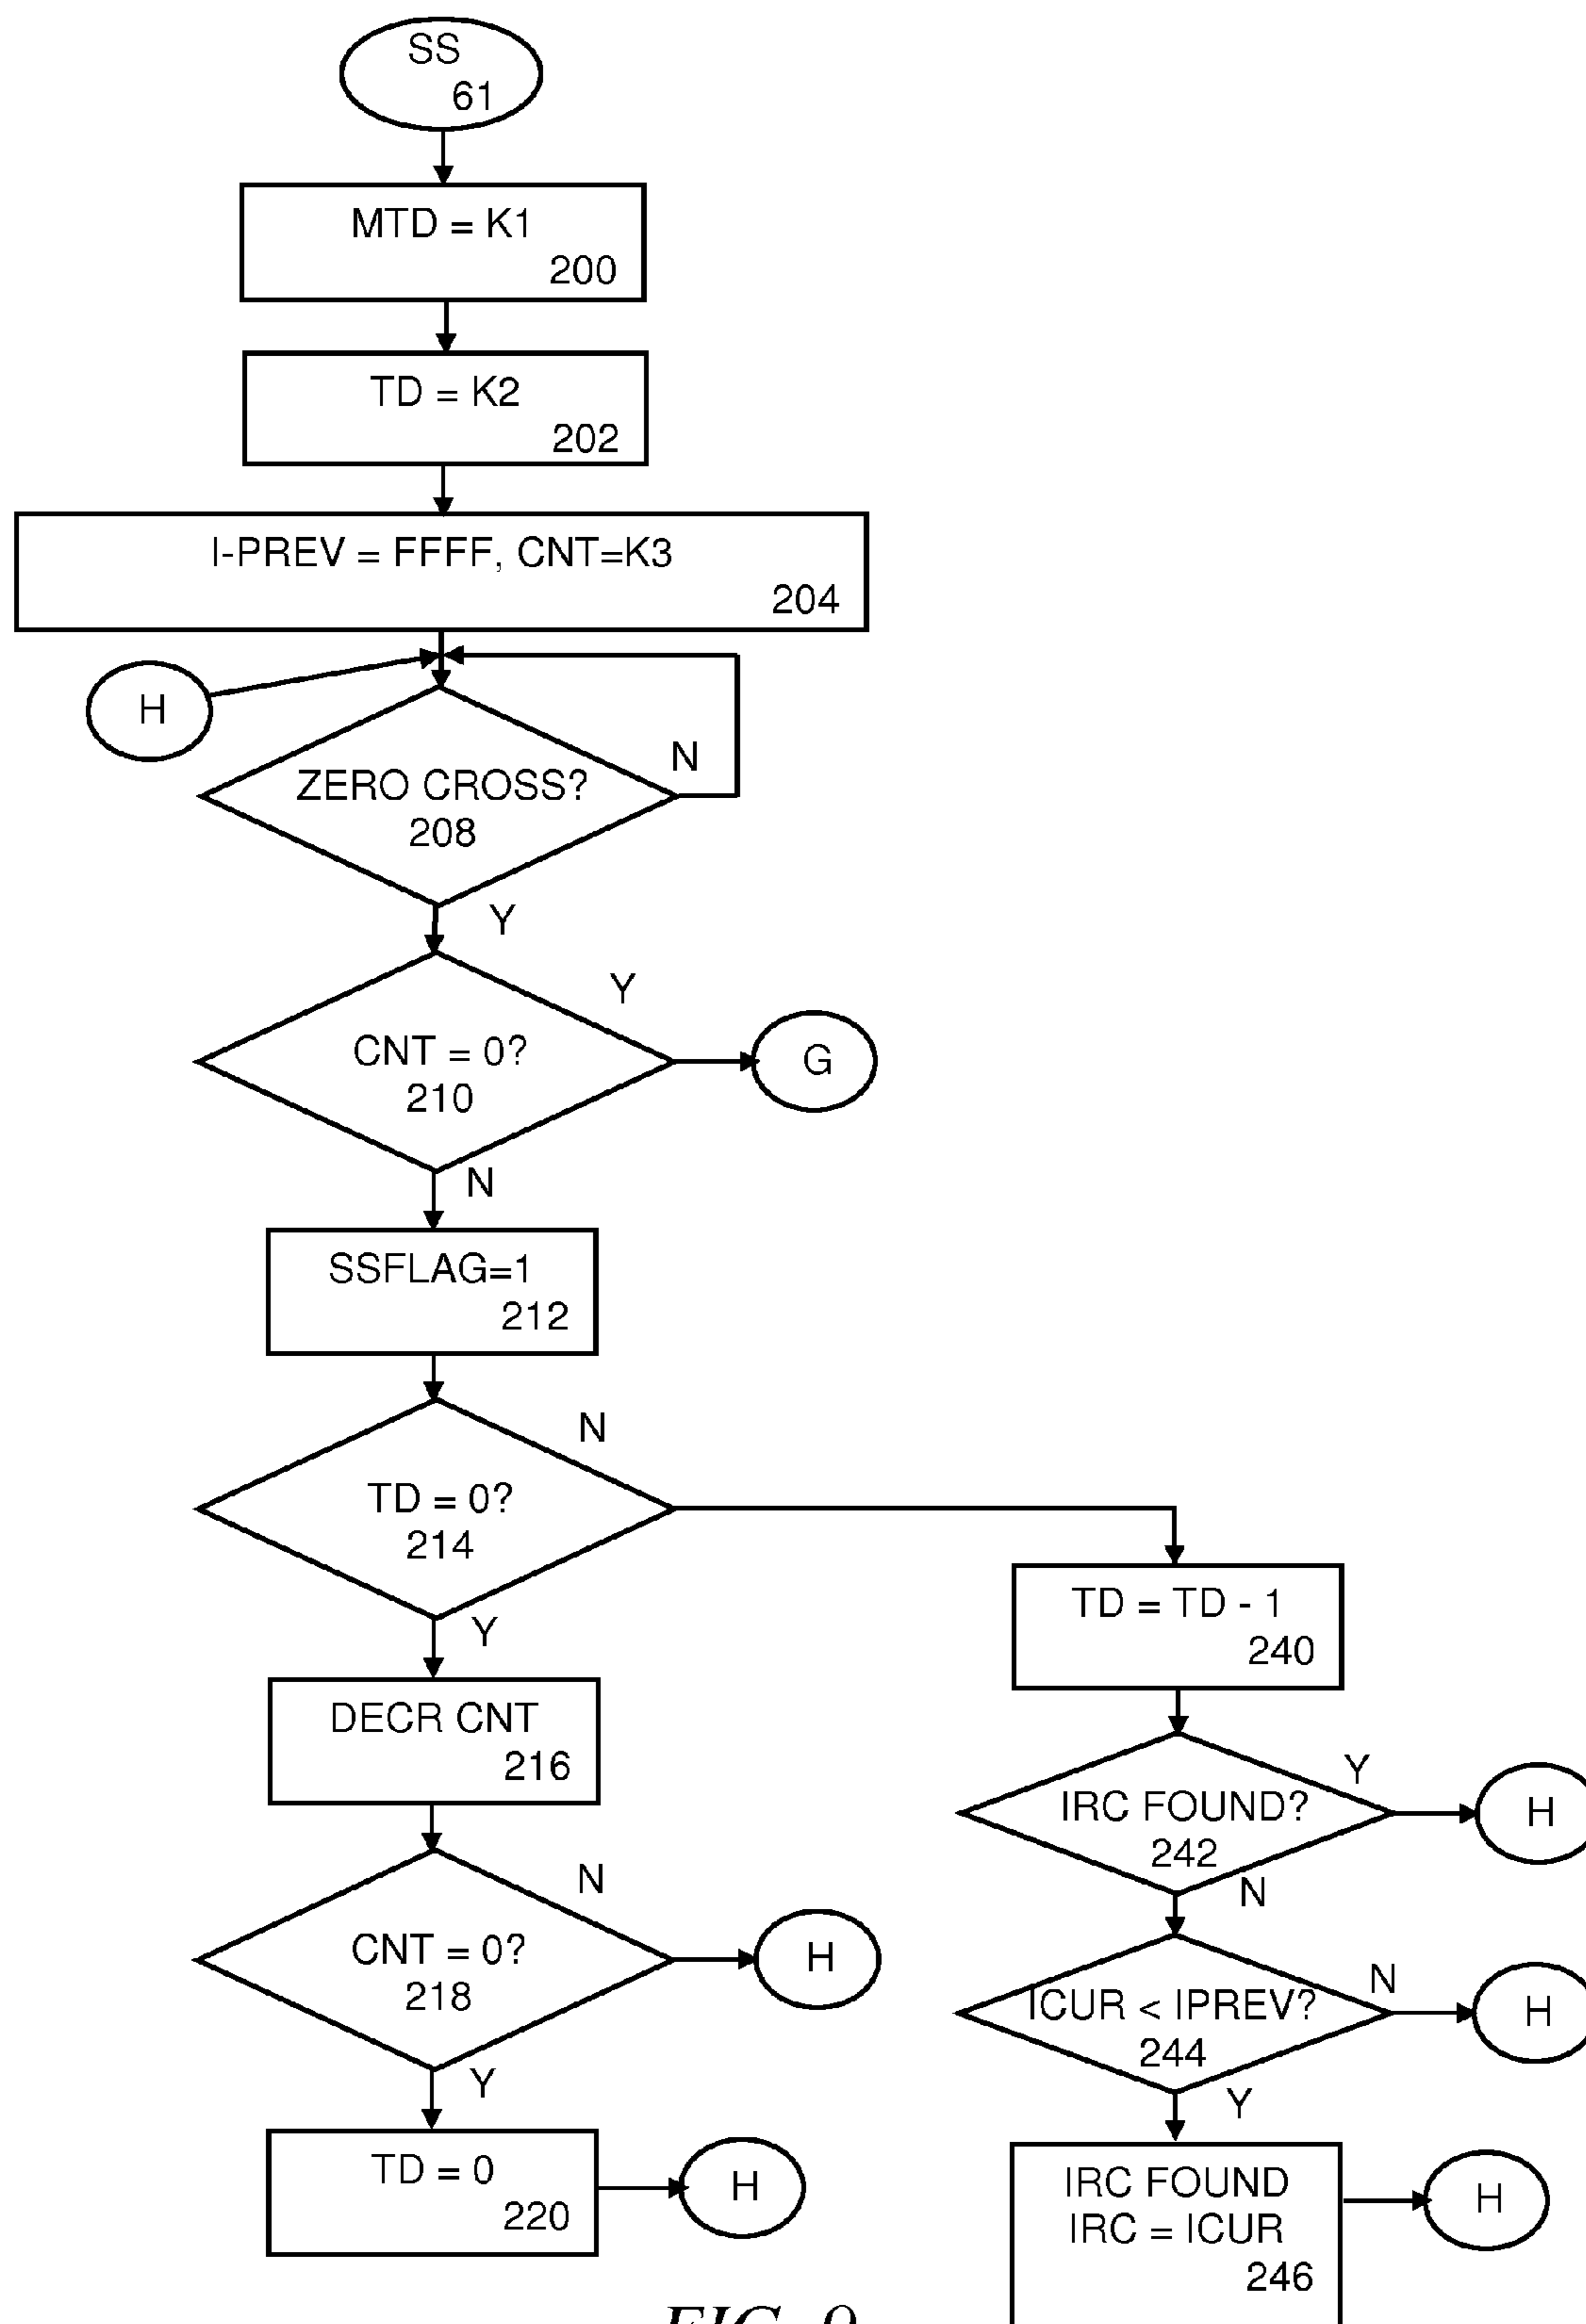 SS
61
MTD = K1
200
TD = K2
202
I-PREV = FFFF, CNT=K3
204
H
N
ZERO CROSS?
208
Y
Y
CNT = 0?
210
G
N
SSFLAG=1
212
N
TD = 0?
214
Y
TD = TD - 1
240
DECR CNT
216
Y
IRC FOUND?
242
H
N
N
CNT = 0?
218
H
N
ICUR < IPREV?
244
H
Y
Y
TD = 0
220
H
IRC FOUND
IRC = ICUR
246
H
FIG. 9